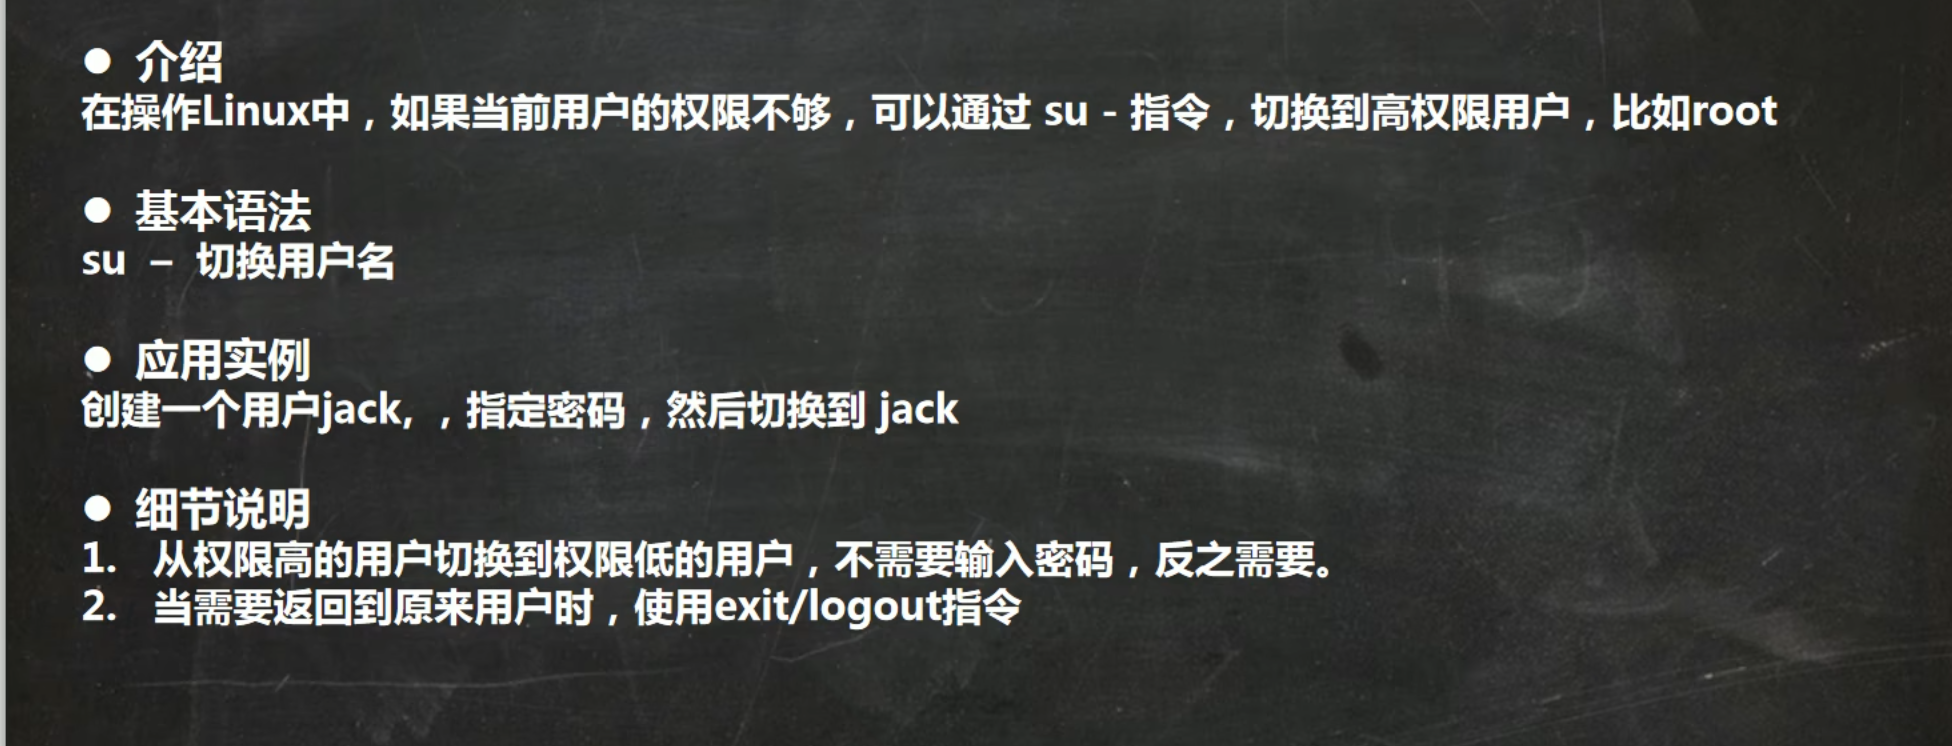 ● 介绍
在操作Linux中，如果当前用户的权限不够，可以通过 su - 指令，切换到高权限用户，比如root
● 基本语法
su – 切换用户名
● 应用实例
创建一个用户jack, ，指定密码，然后切换到 jack
● 细节说明
1. 从权限高的用户切换到权限低的用户，不需要输入密码，反之需要。
2. 当需要返回到原来用户时，使用exit/logout指令